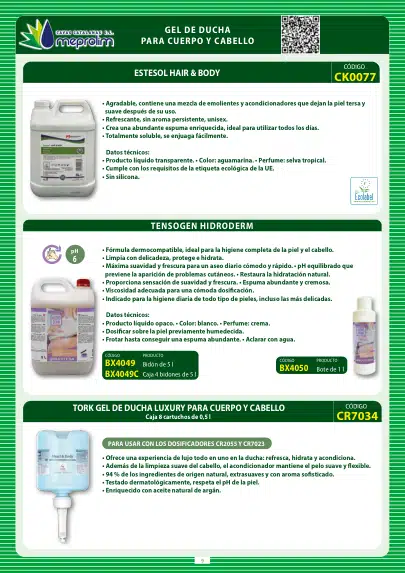 CAPAS CATALANAS S.L.
meprolim
GEL DE DUCHA
PARA CUERPO Y CABELLO
ESTESOL HAIR & BODY
CÓDIGO
CK0077
• Agradable, contiene una mezcla de emolientes y acondicionadores que dejan la piel tersa y
suave después de su uso.
• Refrescante, sin aroma persistente, unisex.
• Crea una abundante espuma enriquecida, ideal para utilizar todos los días.
• Totalmente soluble, se enjuaga fácilmente.
Datos técnicos:
• Producto líquido transparente. • Color: aguamarina. • Perfume: selva tropical.
• Cumple con los requisitos de la etiqueta ecológica de la UE.
• Sin silicona.
Ecolabel
TENSOGEN HIDRODERM
pH
6
• Fórmula dermocompatible, ideal para la higiene completa de la piel y el cabello.
• Limpia con delicadeza, protege e hidrata.
• Máxima suavidad y frescura para un aseo diario cómodo y rápido. • pH equilibrado que
previene la aparición de problemas cutáneos. • Restaura la hidratación natural.
• Proporciona sensación de suavidad y frescura. • Espuma abundante y cremosa.
• Viscosidad adecuada para una cómoda dosificación.
• Indicado para la higiene diaria de todo tipo de pieles, incluso las más delicadas.
Datos técnicos:
• Producto líquido opaco. • Color: blanco. • Perfume: crema.
• Dosificar sobre la piel previamente humedecida.
• Frotar hasta conseguir una espuma abundante. • Aclarar con agua.
CÓDIGO PRODUCTO
BX4049 Bidón de 5 l
BX4049C Caja 4 bidones de 5 l
CÓDIGO PRODUCTO
BX4050 Bote de 1 l
TORK GEL DE DUCHA LUXURY PARA CUERPO Y CABELLO
Caja 8 cartuchos de 0,5 l
CÓDIGO
CR7034
PARA USAR CON LOS DOSIFICADORES CR2055 Y CR7023
• Ofrece una experiencia de lujo todo en uno en la ducha: refresca, hidrata y acondiciona.
• Además de la limpieza suave del cabello, el acondicionador mantiene el pelo suave y flexible.
• 94 % de los ingredientes de origen natural, extrasuaves y con aroma sofisticado.
• Testado dermatológicamente, respeta el pH de la piel.
• Enriquecido con aceite natural de argán.